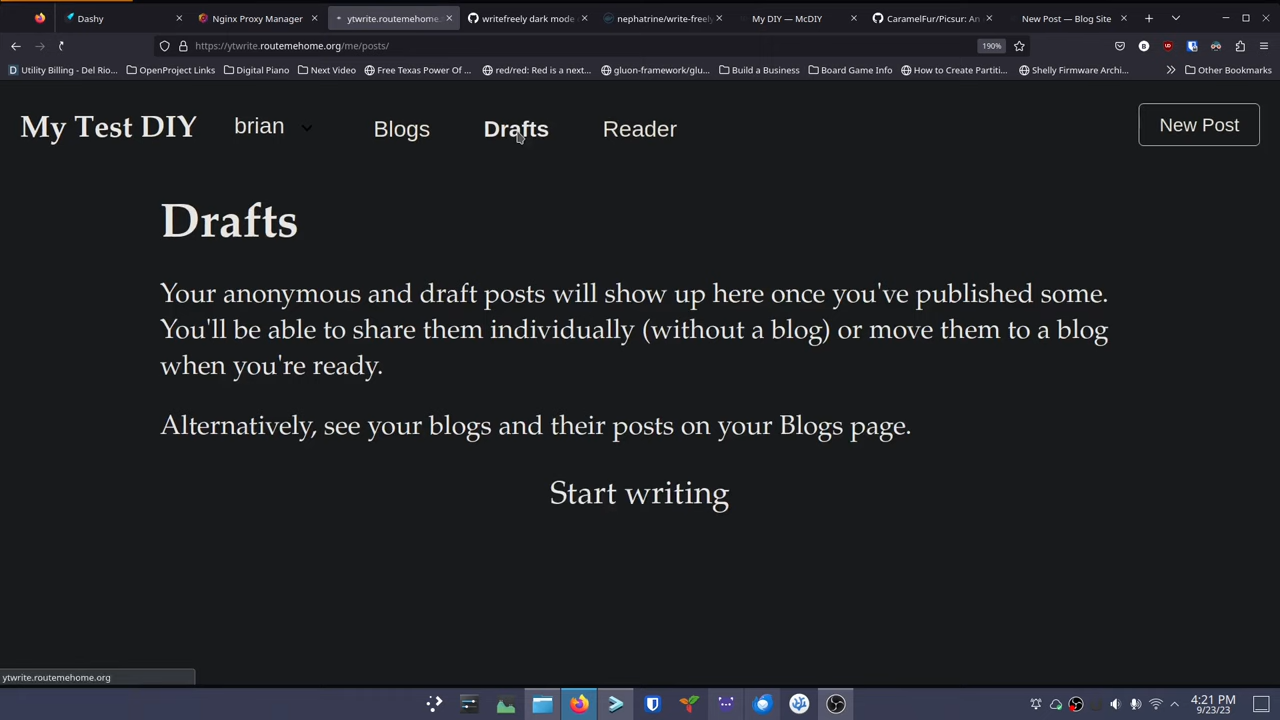 Dashy
Nginx Proxy Manager
ytwrite.routemehome.
writefreely dark mode
nephatrine/write-freely
My DIY — McDIY
CaramelFur/Picsur: An
New Post — Blog Site
https://ytwrite.routemehome.org/me/posts/
190%
Utility Billing - Del Rio...
OpenProject Links
Digital Piano
Next Video
Free Texas Power Of ...
red/red: Red is a next...
gluon-framework/glu...
Build a Business
Board Game Info
How to Create Partiti...
Shelly Firmware Archi...
Other Bookmarks
My Test DIY
brian
Blogs
Drafts
Reader
New Post
Drafts
Your anonymous and draft posts will show up here once you've published some.
You'll be able to share them individually (without a blog) or move them to a blog
when you're ready.
Alternatively, see your blogs and their posts on your Blogs page.
Start writing
ytwrite.routemehome.org
4:21 PM
9/23/23